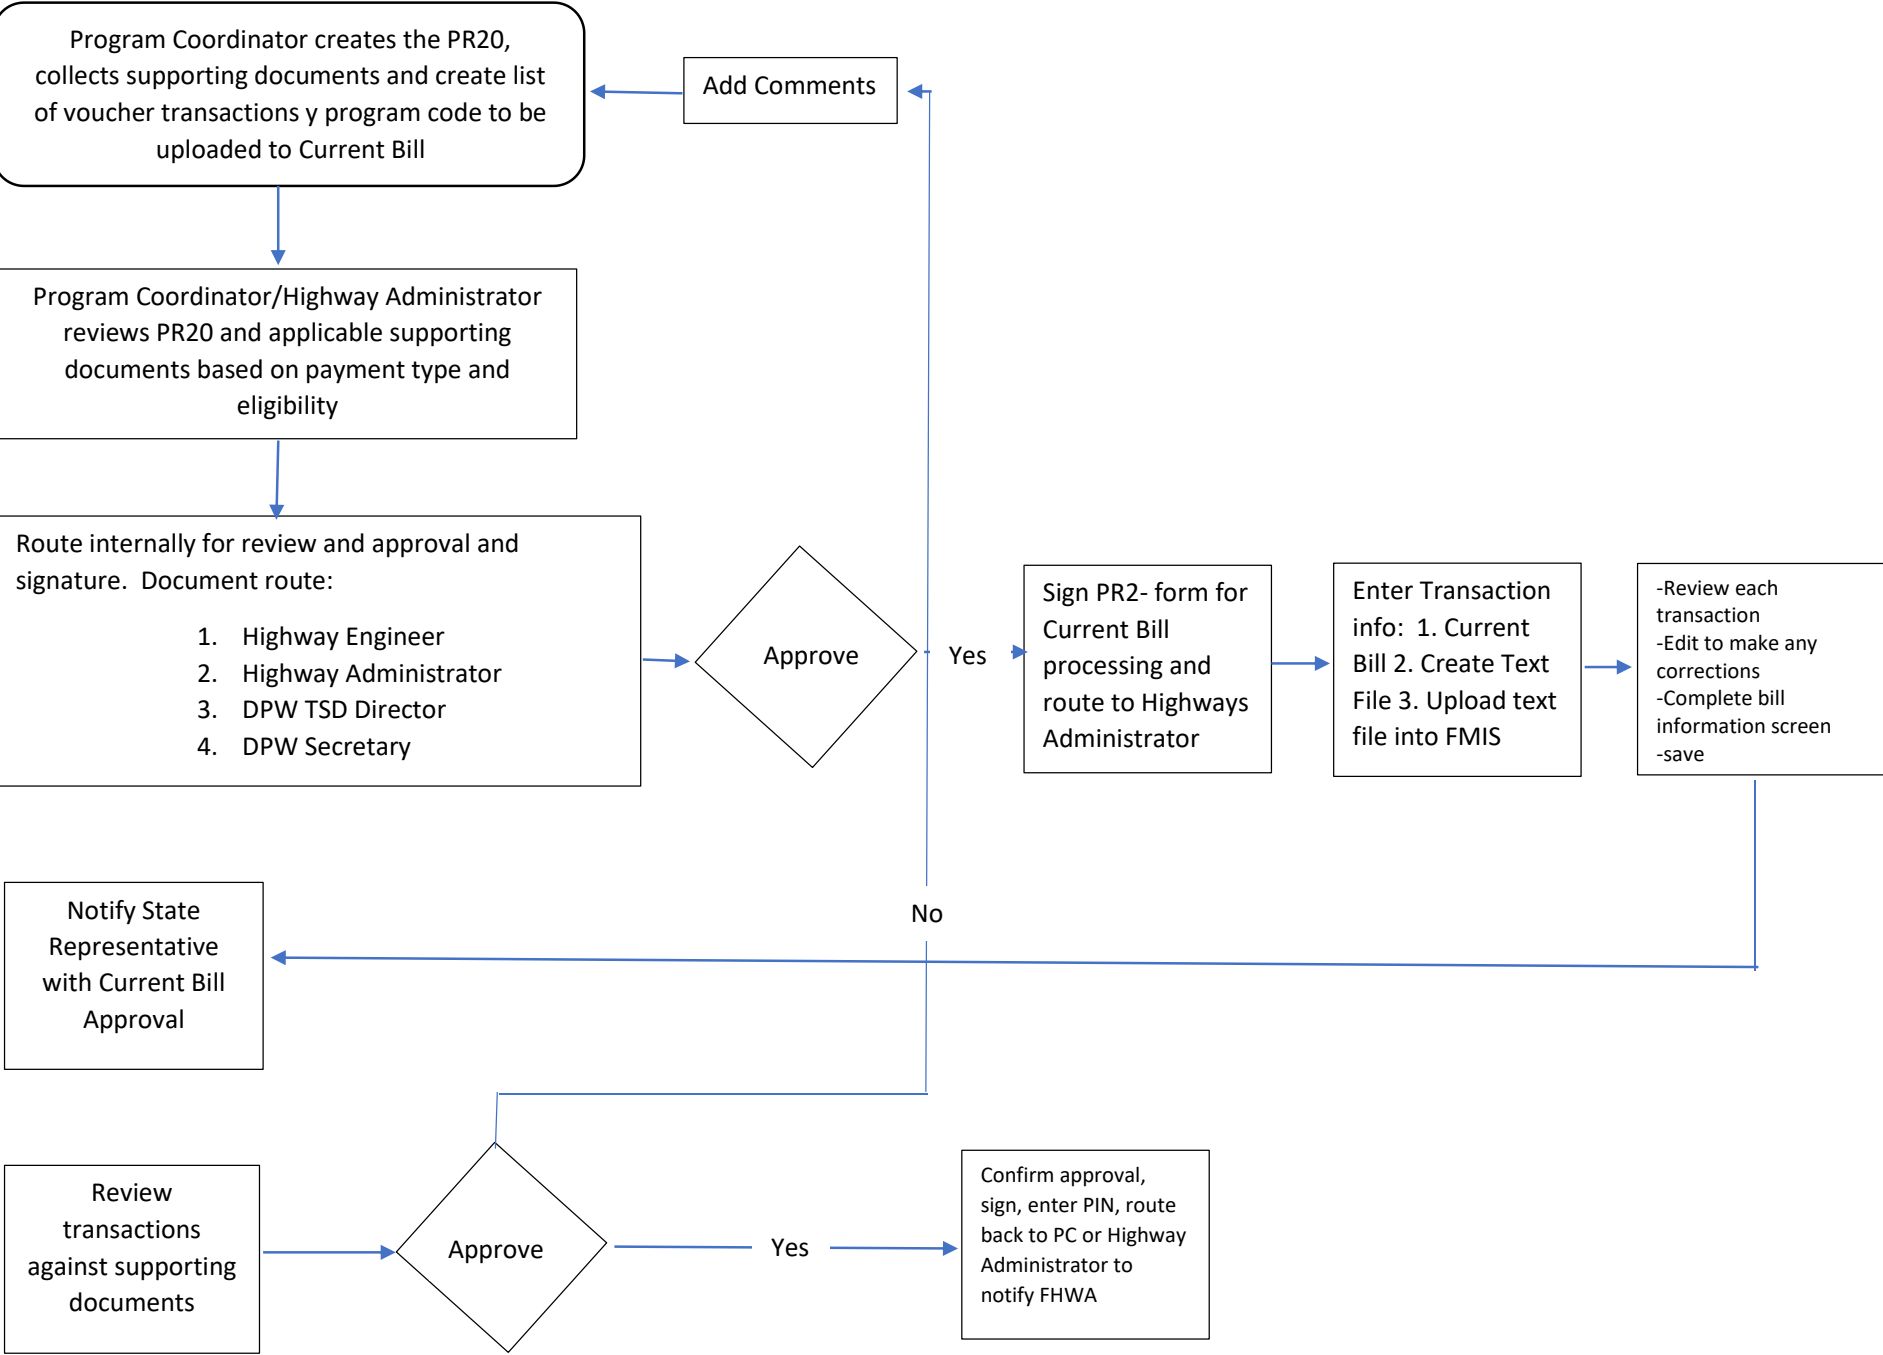 Program Coordinator creates the PR20,
collects supporting documents and create list
of voucher transactions y program code to be
uploaded to Current Bill
Add Comments
Program Coordinator/Highway Administrator
reviews PR20 and applicable supporting
documents based on payment type and
eligibility
Route internally for review and approval and
signature.  Document route:
1. Highway Engineer
2. Highway Administrator
3. DPW TSD Director
4. DPW Secretary
Approve
Yes
Sign PR2- form for
Current Bill
processing and
route to Highways
Administrator
Enter Transaction
info:  1. Current
Bill 2. Create Text
File 3. Upload text
file into FMIS
-Review each
transaction
-Edit to make any
corrections
-Complete bill
information screen
-save
No
Notify State
Representative
with Current Bill
Approval
Review
transactions
against supporting
documents
Approve
Yes
Confirm approval,
sign, enter PIN, route
back to PC or Highway
Administrator to
notify FHWA